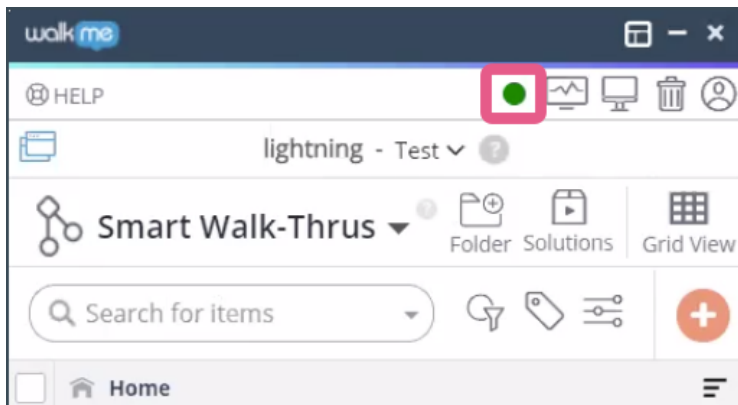 walkme
HELP
lightning - Test
Smart Walk-Thrus
Folder Solutions Grid View
Search for items
Home